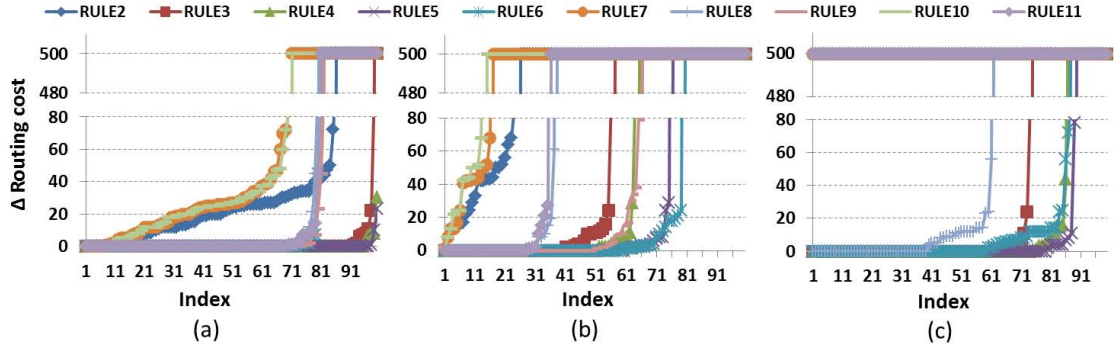 RULE2 RULE3 RULE4 RULE5 RULE6 RULE7 RULE8 RULE9 RULE10 RULE11
Δ Routing cost
500
480
80
60
40
20
0
1 11 21 31 41 51 61 71 81 91
Index
(a)
500
480
80
60
40
20
0
1 11 21 31 41 51 61 71 81 91
Index
(b)
500
480
80
60
40
20
0
1 11 21 31 41 51 61 71 81 91
Index
(c)